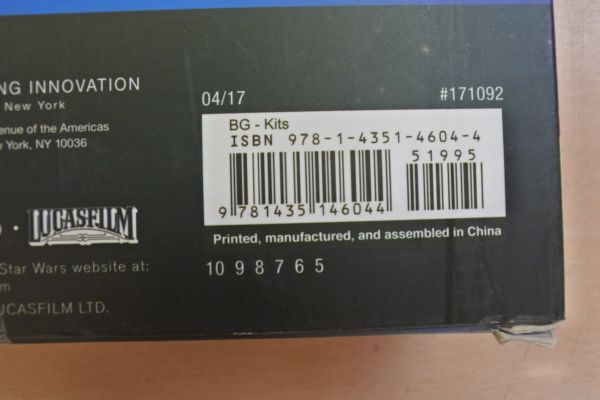 NG INNOVATION
New York
enue of the Americas
York, NY 10036
LUCASFILM
Star Wars website at:
m
UCASFILM LTD.
04/17 #171092
BG - Kits
ISBN 978-1-4351-4604-4
51995
9 781435 146044
Printed, manufactured, and assembled in China
10 9 8 7 6 5